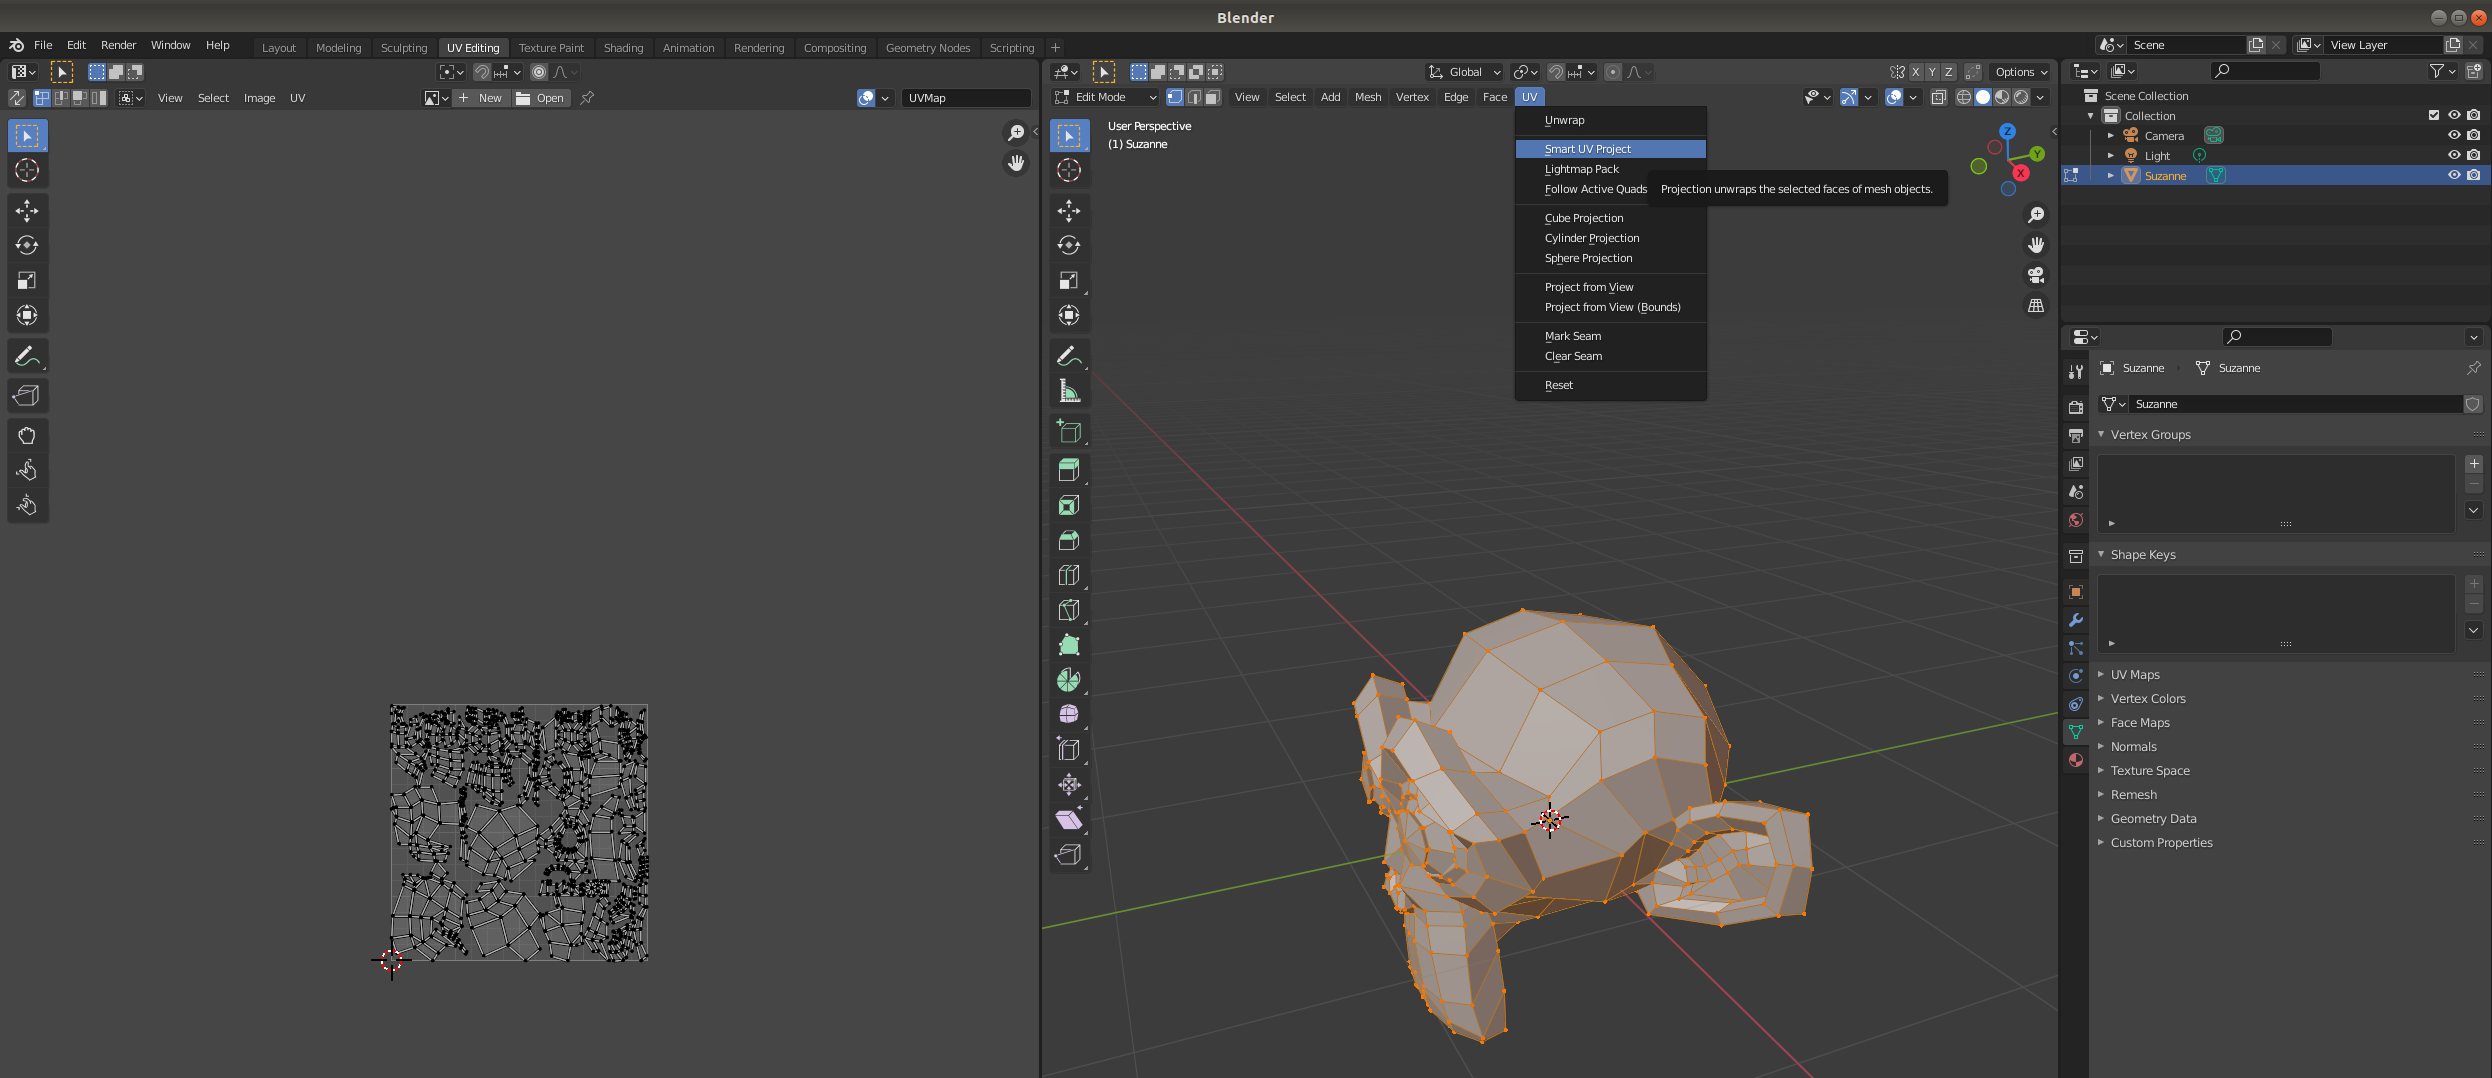 Blender
File Edit Render Window Help
Layout Modeling Sculpting UV Editing Texture Paint Shading Animation Rendering Compositing Geometry Nodes Scripting +
Scene
View Layer
View Select Image UV
New Open
UVMap
Global
X Y Z
Options
Edit Mode
View Select Add Mesh Vertex Edge Face UV
User Perspective
(1) Suzanne
Unwrap
Smart UV Project
Lightmap Pack
Follow Active Quads
Projection unwraps the selected faces of mesh objects.
Cube Projection
Cylinder Projection
Sphere Projection
Project from View
Project from View (Bounds)
Mark Seam
Clear Seam
Reset
Z
Y
X
Scene Collection
Collection
Camera
Light
Suzanne
Suzanne Suzanne
Suzanne
Vertex Groups
Shape Keys
UV Maps
Vertex Colors
Face Maps
Normals
Texture Space
Remesh
Geometry Data
Custom Properties